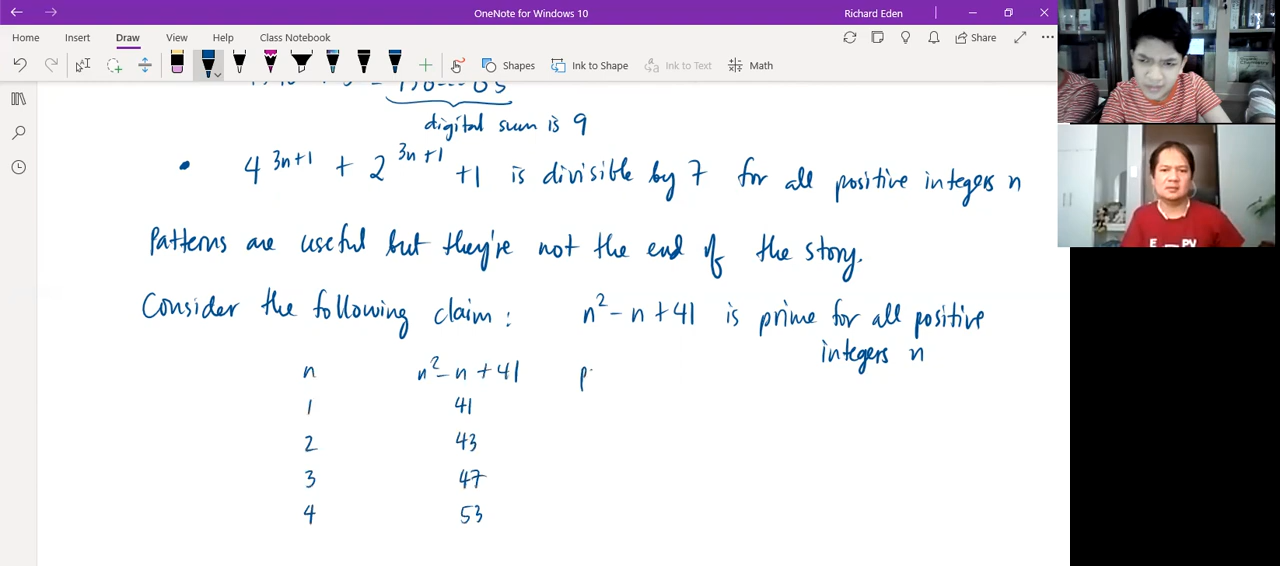 OneNote for Windows 10
Richard Eden
Home Insert Draw View Help Class Notebook
Share
Shapes Ink to Shape Ink to Text Math
digital sum is 9
• 4^{3n+1} + 2^{3n+1} + 1 is divisible by 7 for all positive integers n
Patterns are useful but they're not the end of the story.
Consider the following claim: n² - n + 41 is prime for all positive
integers n
n n² - n + 41 p
1 41
2 43
3 47
4 53